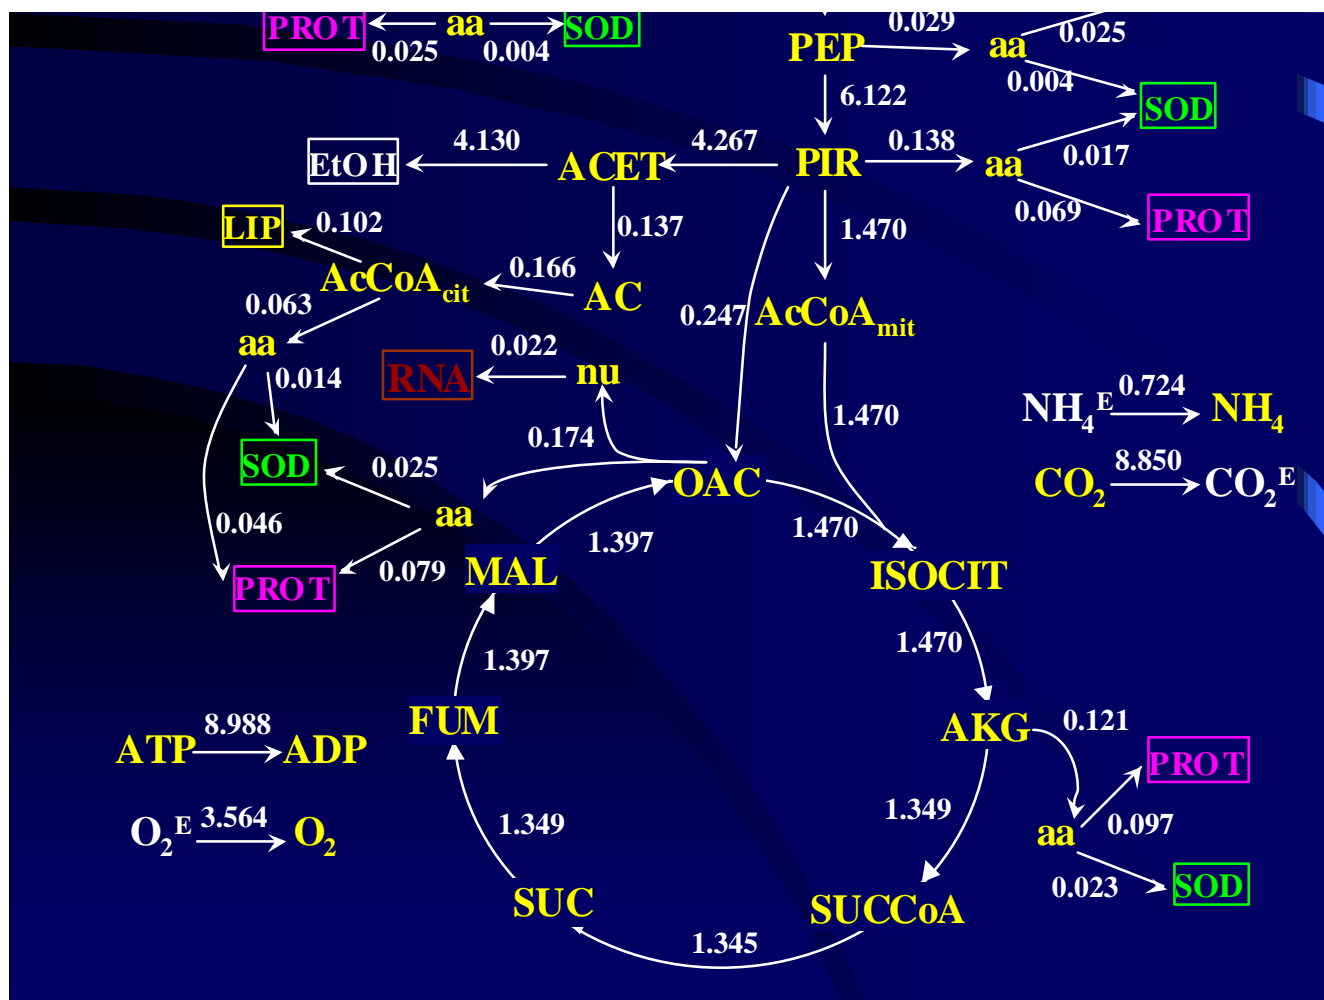 PROT aa SOD
0.025 0.004
PEP 0.029 aa 0.025
0.004
6.122 SOD
EtOH 4.130 ACET 4.267 PIR 0.138 aa 0.017
0.069 PROT
LIP 0.102 0.137 1.470
AcCoAcit 0.166 AC
0.063 0.247 AcCoAmit
aa
0.014 RNA 0.022 nu
NH4E 0.724 NH4
0.174 1.470
SOD 0.025 OAC CO2 8.850 CO2E
0.046 aa 1.397 1.470
PROT 0.079 MAL ISOCIT
1.397 1.470
FUM AKG 0.121
ATP 8.988 ADP PROT
O2E 3.564 O2 1.349 1.349 aa 0.097
0.023 SOD
SUC SUCCoA
1.345